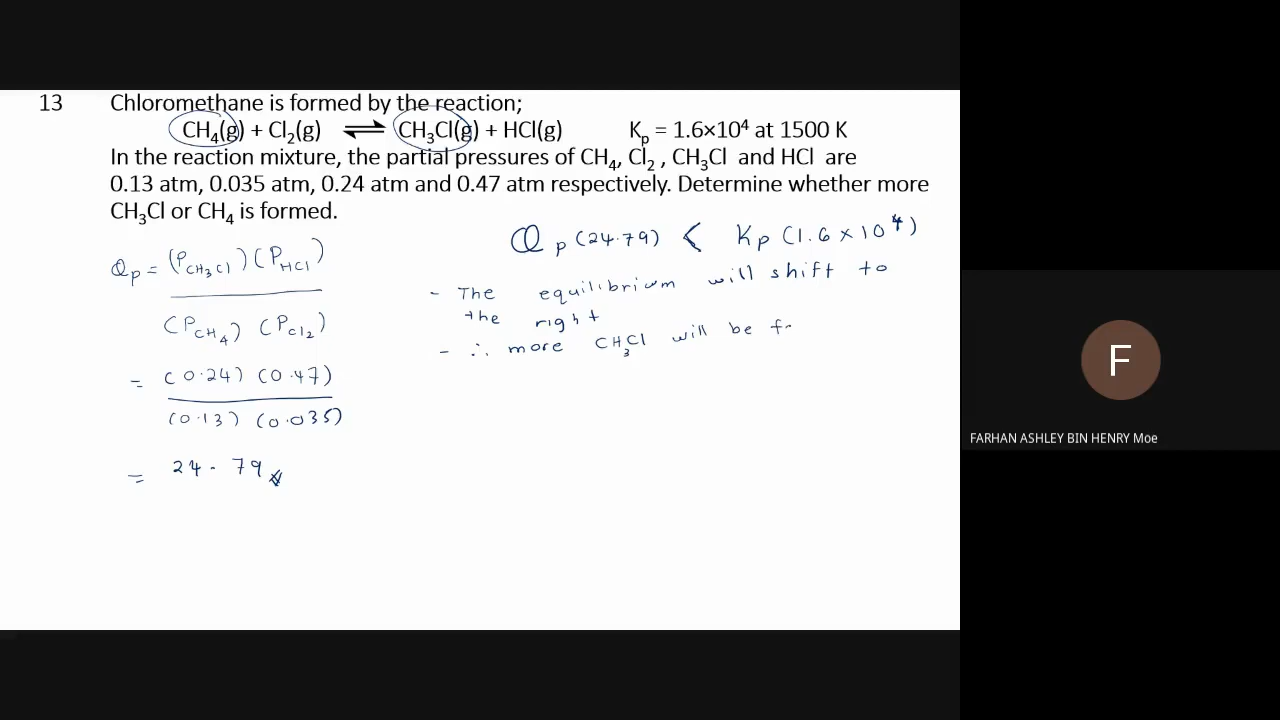 13 Chloromethane is formed by the reaction;
CH₄(g) + Cl₂(g) ⇌ CH₃Cl(g) + HCl(g) Kₚ = 1.6×10⁴ at 1500 K
In the reaction mixture, the partial pressures of CH₄, Cl₂ , CH₃Cl and HCl are
0.13 atm, 0.035 atm, 0.24 atm and 0.47 atm respectively. Determine whether more
CH₃Cl or CH₄ is formed.
Qp = (P_CH₃Cl) (P_HCl)
(P_CH₄) (P_Cl₂)
= (0.24) (0.47)
(0.13) (0.035)
= 24.79
Qp (24.79) < Kp (1.6 × 10⁴)
- The equilibrium will shift to
the right
- ∴ more CH₃Cl will be f
F
FARHAN ASHLEY BIN HENRY Moe